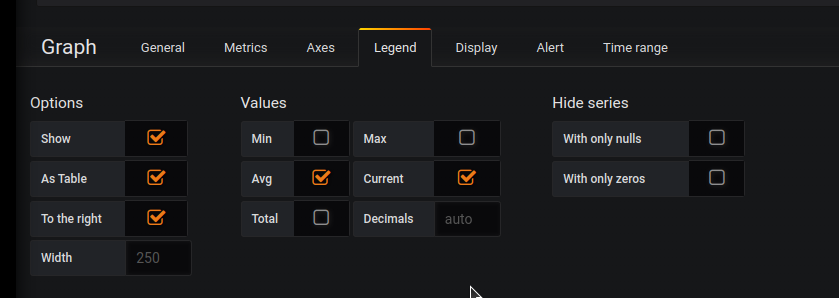 Graph General Metrics Axes Legend Display Alert Time range
Options Values Hide series
Show Min Max With only nulls
As Table Avg Current With only zeros
To the right Total Decimals auto
Width 250